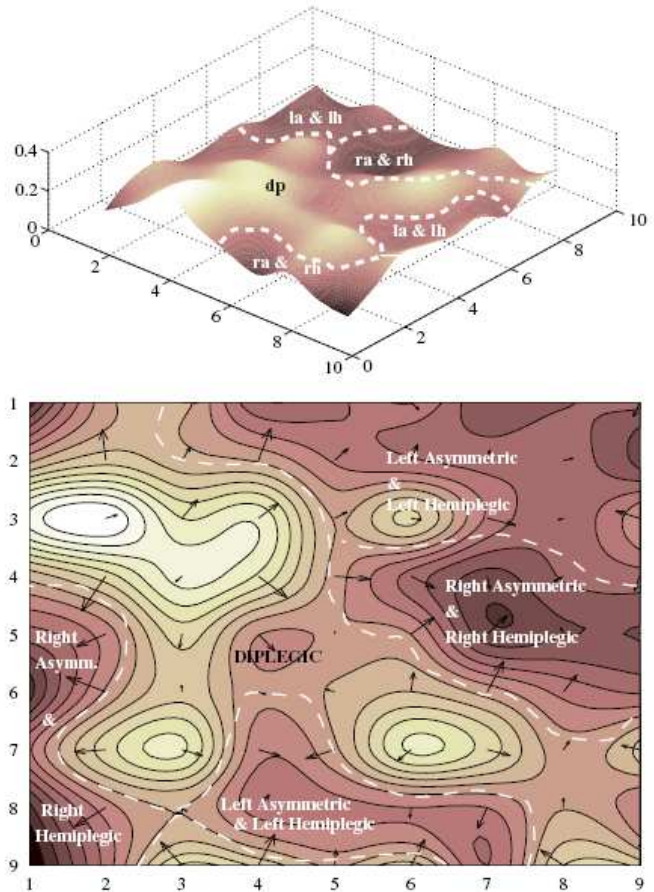 la & lh
ra & rh
dp
la & lh
ra & rh
0.4
0.2
0
0
2
4
6
8
10
0
2
4
6
8
10
1
2
3
4
5
6
7
8
9
Left Asymmetric
&
Left Hemiplegic
Right Asymmetric
&
Right Hemiplegic
Right
Asymm.
&
DIPLEGIC
Left Asymmetric
& Left Hemiplegic
Right
Hemiplegic
1 2 3 4 5 6 7 8 9